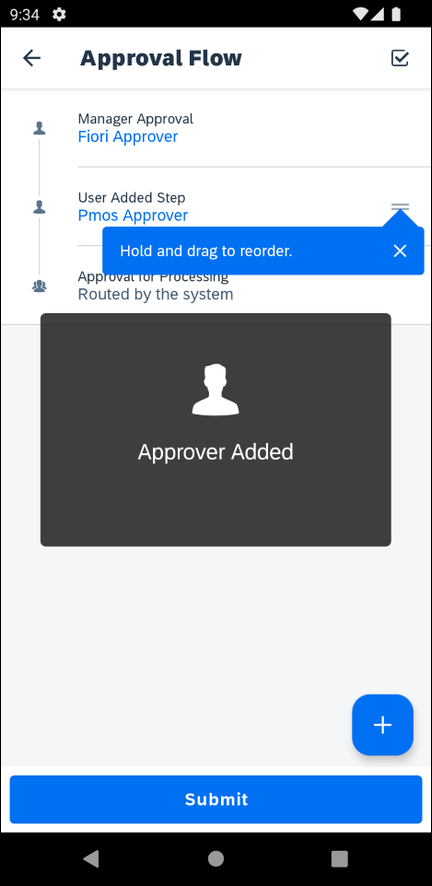 9:34
Approval Flow
Manager Approval
Fiori Approver
User Added Step
Pmos Approver
Hold and drag to reorder.
Approval for Processing
Routed by the system
Approver Added
Submit